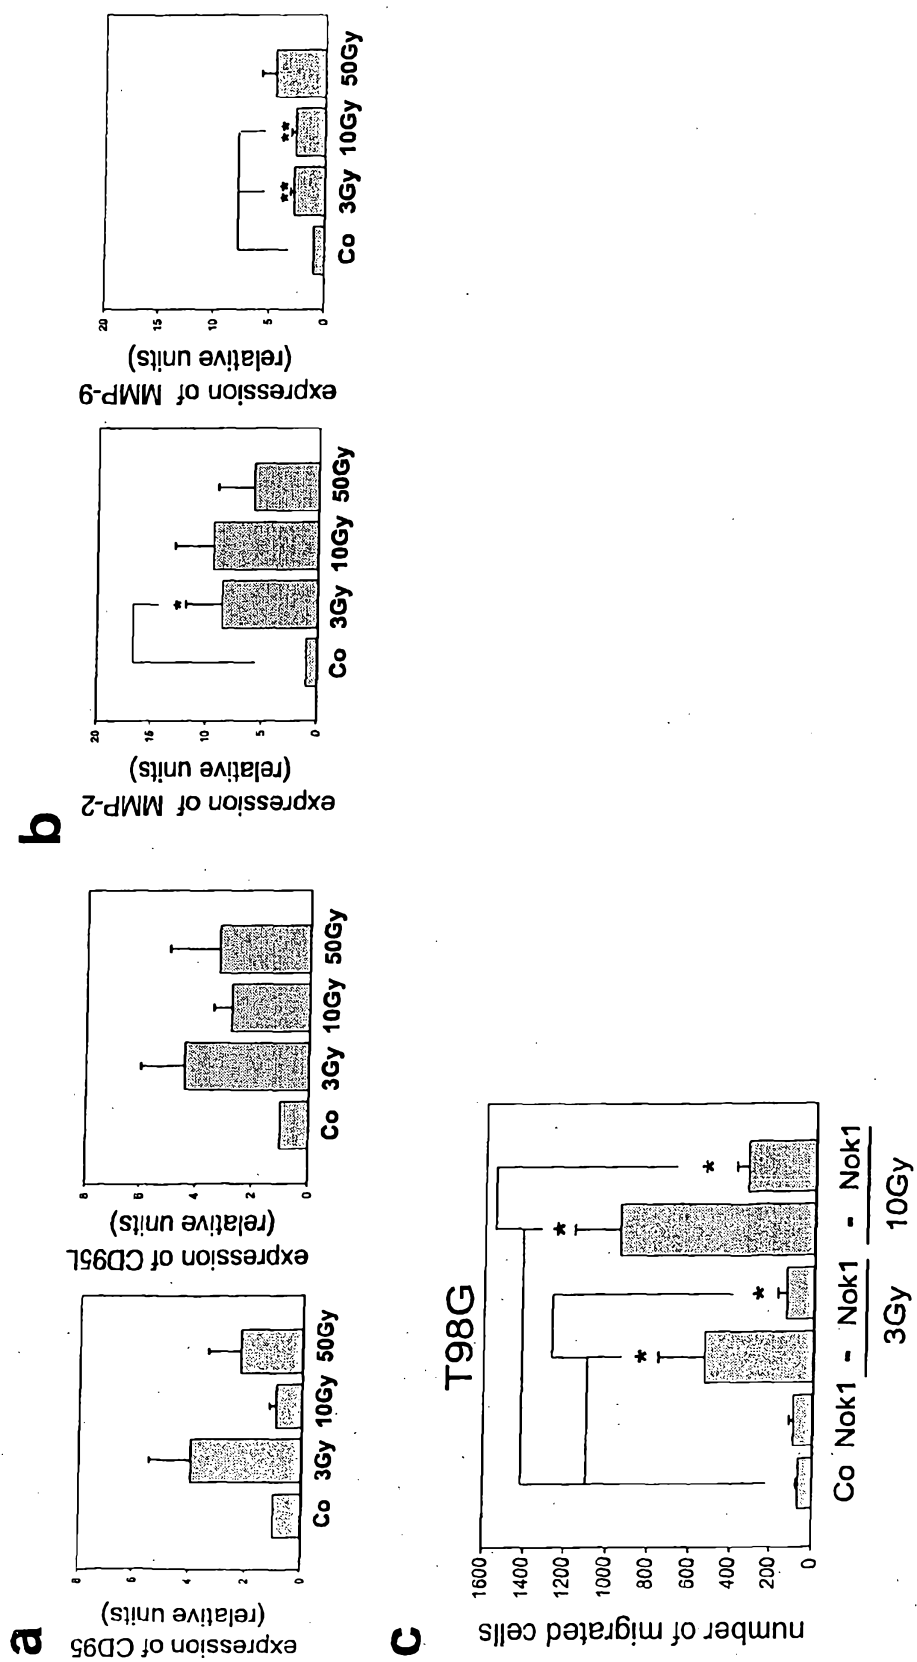 a
expression of CD95
(relative units)
8
6
4
2
0
Co 3Gy 10Gy 50Gy
expression of CD95L
(relative units)
8
6
4
2
0
Co 3Gy 10Gy 50Gy
b
expression of MMP-2
(relative units)
20
15
10
5
0
*
Co 3Gy 10Gy 50Gy
expression of MMP-9
(relative units)
20
15
10
5
0
** **
Co 3Gy 10Gy 50Gy
c
T98G
number of migrated cells
1600
1400
1200
1000
800
600
400
200
0
* * * *
Co Nok1 - Nok1 - Nok1
3Gy 10Gy